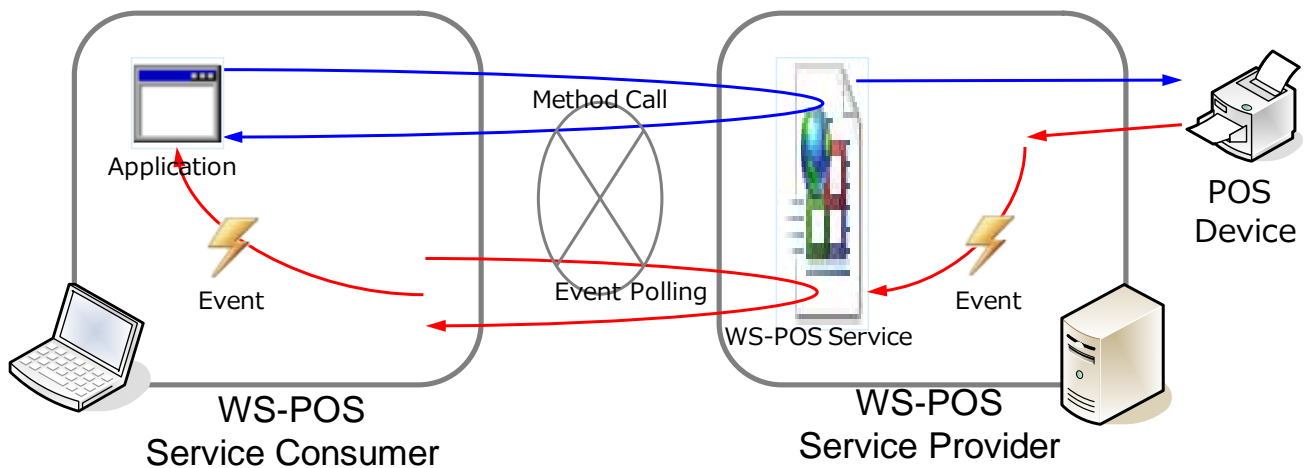 Method Call
Application
POS
Device
Event
Event Polling
Event
WS-POS Service
WS-POS
Service Consumer
WS-POS
Service Provider